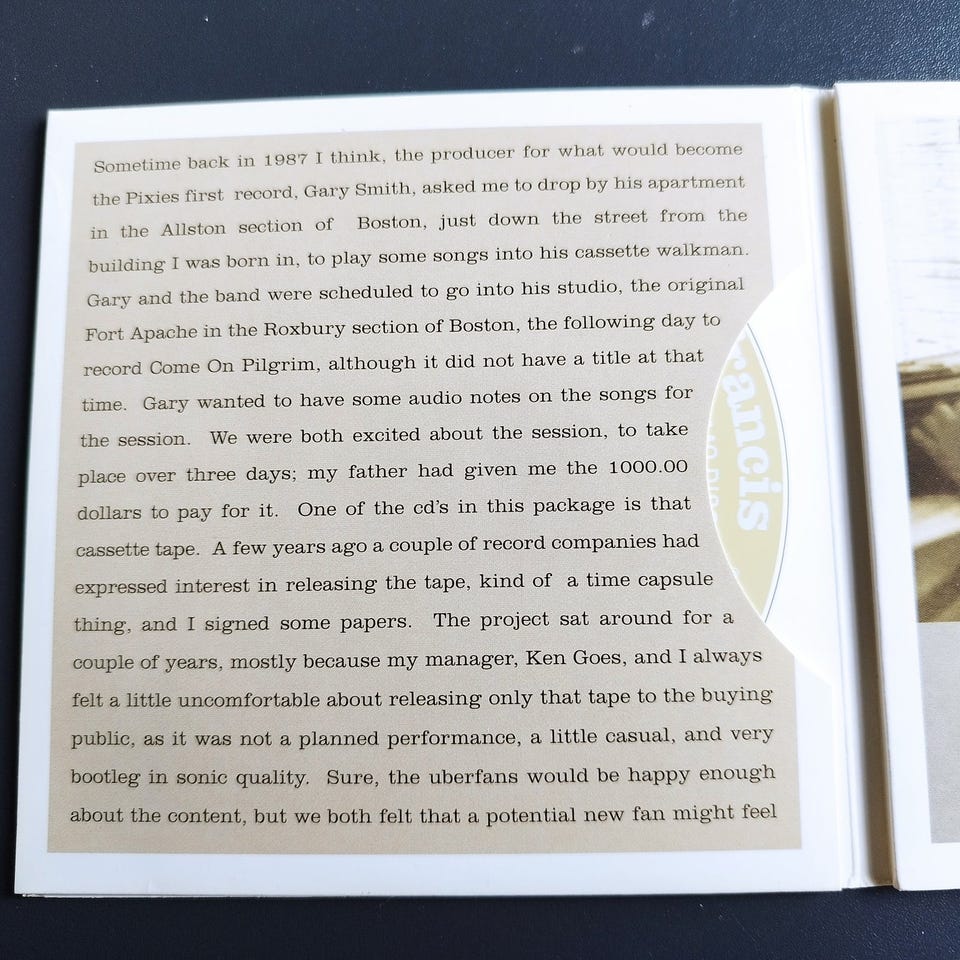 Sometime back in 1987 I think, the producer for what would become
the Pixies first record, Gary Smith, asked me to drop by his apartment
in the Allston section of Boston, just down the street from the
building I was born in, to play some songs into his cassette walkman.
Gary and the band were scheduled to go into his studio, the original
Fort Apache in the Roxbury section of Boston, the following day to
record Come On Pilgrim, although it did not have a title at that
time. Gary wanted to have some audio notes on the songs for
the session. We were both excited about the session, to take
place over three days; my father had given me the 1000.00
dollars to pay for it. One of the cd's in this package is that
cassette tape. A few years ago a couple of record companies had
expressed interest in releasing the tape, kind of a time capsule
thing, and I signed some papers. The project sat around for a
couple of years, mostly because my manager, Ken Goes, and I always
felt a little uncomfortable about releasing only that tape to the buying
public, as it was not a planned performance, a little casual, and very
bootleg in sonic quality. Sure, the uberfans would be happy enough
about the content, but we both felt that a potential new fan might feel
rancis